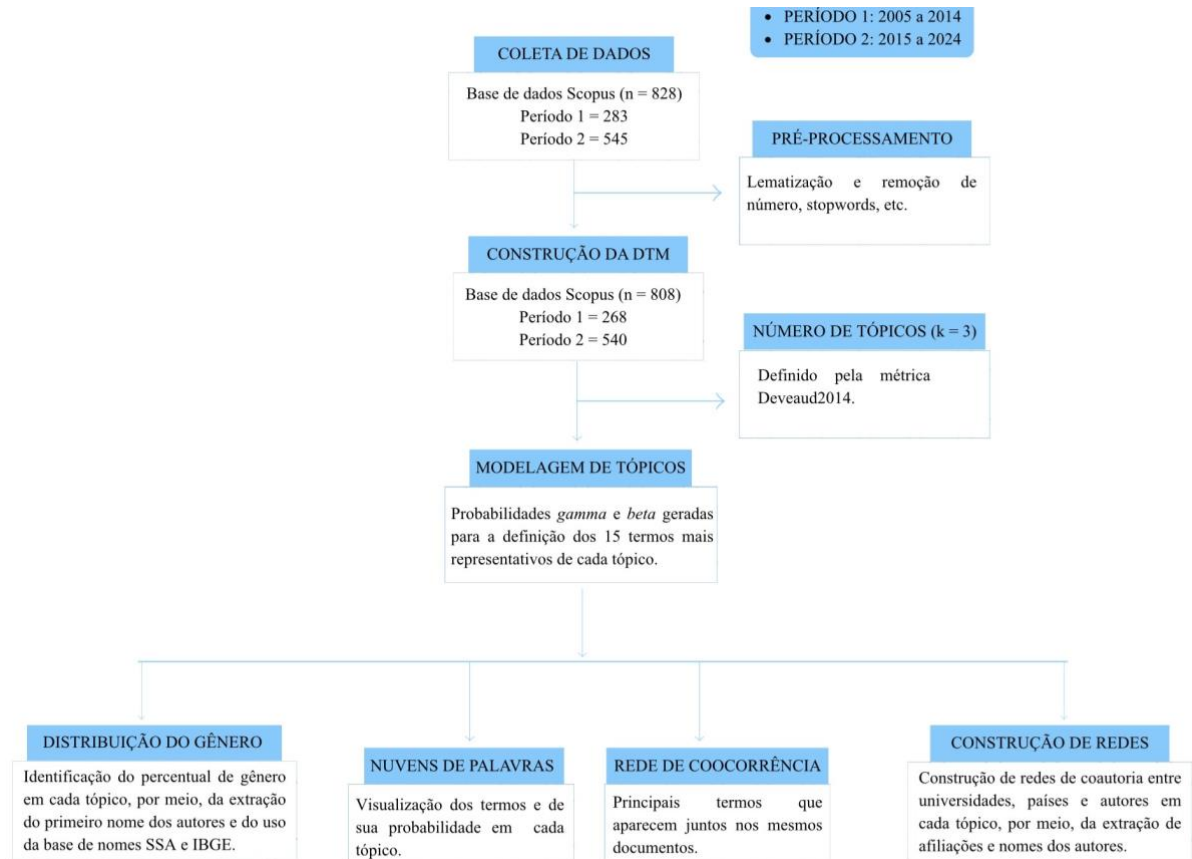 • PERÍODO 1: 2005 a 2014
• PERÍODO 2: 2015 a 2024
COLETA DE DADOS
Base de dados Scopus (n = 828)
Período 1 = 283
Período 2 = 545
PRÉ-PROCESSAMENTO
Lematização e remoção de
número, stopwords, etc.
CONSTRUÇÃO DA DTM
Base de dados Scopus (n = 808)
Período 1 = 268
Período 2 = 540
NÚMERO DE TÓPICOS (k = 3)
Definido pela métrica
Deveaud2014.
MODELAGEM DE TÓPICOS
Probabilidades gamma e beta geradas
para a definição dos 15 termos mais
representativos de cada tópico.
DISTRIBUIÇÃO DO GÊNERO
Identificação do percentual de gênero
em cada tópico, por meio, da extração
do primeiro nome dos autores e do uso
da base de nomes SSA e IBGE.
NUVENS DE PALAVRAS
Visualização dos termos e de
sua probabilidade em cada
tópico.
REDE DE COOCORRÊNCIA
Principais termos que
aparecem juntos nos mesmos
documentos.
CONSTRUÇÃO DE REDES
Construção de redes de coautoria entre
universidades, países e autores em
cada tópico, por meio, da extração de
afiliações e nomes dos autores.